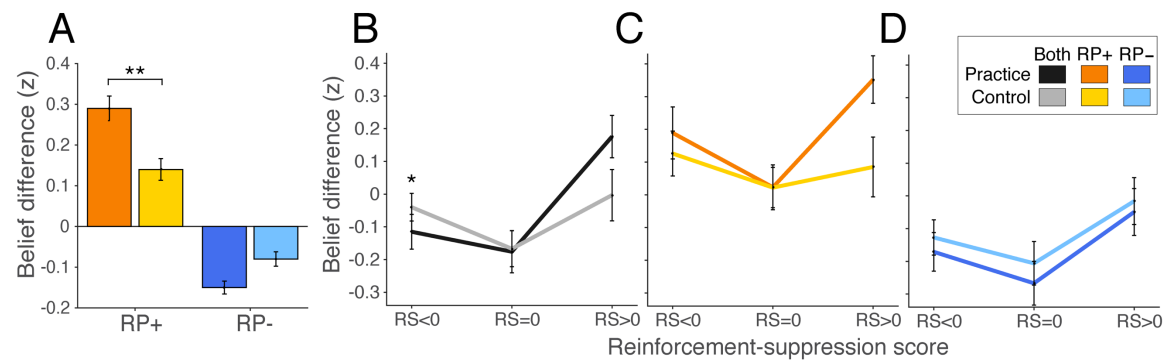 A
B
C
D
Both RP+ RP−
Practice
Control
Belief difference (z)
0.4
0.3
0.2
0.1
0
-0.1
-0.2
**
RP+
RP-
Belief difference (z)
0.4
0.3
0.2
0.1
0
-0.1
-0.2
-0.3
*
RS<0
RS=0
RS>0
RS<0
RS=0
RS>0
RS<0
RS=0
RS>0
Reinforcement-suppression score